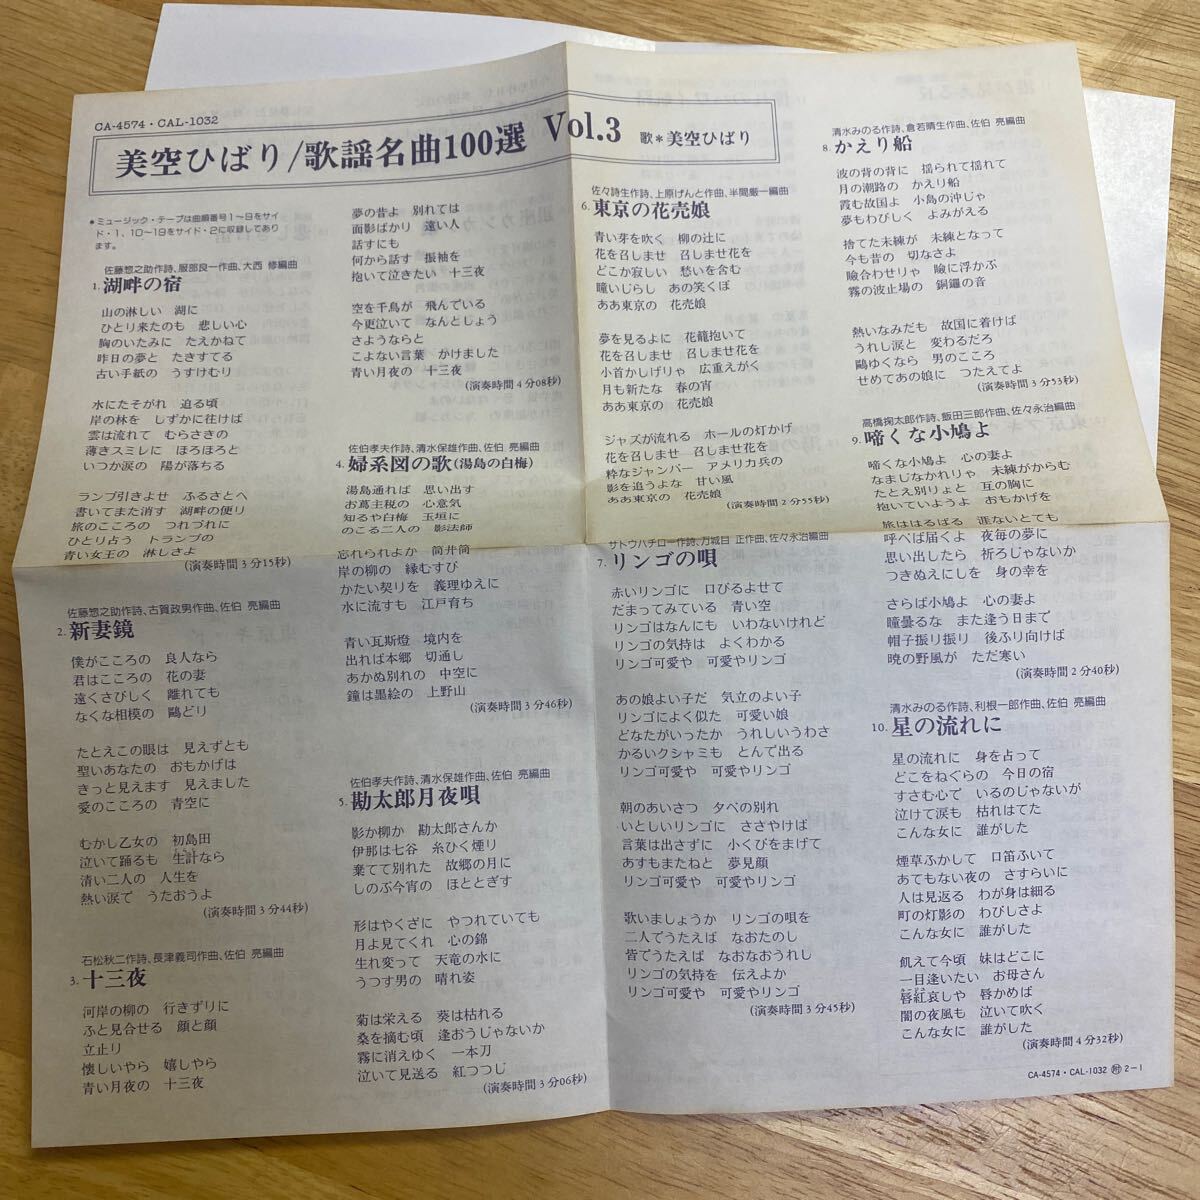 CA-4574・CAL-1032
美空ひばり/歌謡名曲100選 Vol.3 歌*美空ひばり
*ミュージック・テープは曲順番号1～9をサイ
ド・1、10～19をサイド・2に収録してあり
ます。
佐藤惣之助作詩、服部良一作曲、大西 修編曲
1. 湖畔の宿
山の淋しい 湖に
ひとり来たのも 悲しい心
胸のいたみに たえかねて
昨日の夢と たきすてる
古い手紙の うすけむり
水にたそがれ 迫る頃
岸の林を しずかに往けば
雲は流れて むらさきの
薄きスミレに ほろほろと
いつか涙の 陽が落ちる
ランプ引きよせ ふるさとへ
書いてまた消す 湖畔の便り
旅のこころの つれづれに
ひとり占う トランプの
青い女王の 淋しさよ
(演奏時間3分15秒)
佐藤惣之助作詩、古賀政男作曲、佐伯 亮編曲
2. 新妻鏡
僕がこころの 良人なら
君はこころの 花の妻
遠くさびしく 離れても
なくな相模の 鷗どり
たとえこの眼は 見えずとも
聖いあなたの おもかげは
きっと見えます 見えました
愛のこころの 青空に
むかし乙女の 初島田
泣いて踊るも 生計なら
清い二人の 人生を
熱い涙で うたおうよ
(演奏時間3分44秒)
石松秋二作詩、長津義司作曲、佐伯 亮編曲
3. 十三夜
河岸の柳の 行きずりに
ふと見合せる 顔と顔
立止り
懐しいやら 嬉しやら
青い月夜の 十三夜
夢の昔よ 別れては
面影ばかり 遠い人
話すにも
何から話す 振袖を
抱いて泣きたい 十三夜
空を千鳥が 飛んでいる
今更泣いて なんとしょう
さようならと
こよない言葉 かけました
青い月夜の 十三夜
(演奏時間4分08秒)
佐伯孝夫作詩、清水保雄作曲、佐伯 亮編曲
4. 婦系図の歌(湯島の白梅)
湯島通れば 思い出す
お蔦主税の 心意気
知るや白梅 玉垣に
のこる二人の 影法師
忘れられよか 筒井筒
岸の柳の 縁むすび
かたい契りを 義理ゆえに
水に流すも 江戸育ち
青い瓦斯燈 境内を
出れば本郷 切通し
あかぬ別れの 中空に
鐘は墨絵の 上野山
(演奏時間3分46秒)
佐伯孝夫作詩、清水保雄作曲、佐伯 亮編曲
5. 勘太郎月夜唄
影か柳か 勘太郎さんか
伊那は七谷 糸ひく煙り
棄てて別れた 故郷の月に
しのぶ今宵の ほととぎす
形はやくざに やつれていても
月よ見てくれ 心の錦
生れ変って 天竜の水に
うつす男の 晴れ姿
菊は栄える 葵は枯れる
桑を摘む頃 逢おうじゃないか
霧に消えゆく 一本刀
泣いて見送る 紅つつじ
(演奏時間3分06秒)
佐々詩生作詩、上原げんと作曲、半間厳一編曲
6. 東京の花売娘
青い芽を吹く 柳の辻に
花を召しませ 召しませ花を
どこか寂しい 愁いを含む
瞳いじらし あの笑くぼ
ああ東京の 花売娘
夢を見るよに 花籠抱いて
花を召しませ 召しませ花を
小首かしげりゃ 広重えがく
月も新たな 春の宵
ああ東京の 花売娘
ジャズが流れる ホールの灯かげ
花を召しませ 召しませ花を
粋なジャンパー アメリカ兵の
影を追うよな 甘い風
ああ東京の 花売娘
(演奏時間2分55秒)
サトウハチロー作詩、万城目 正作曲、佐々永治編曲
7. リンゴの唄
赤いリンゴに 口びるよせて
だまってみている 青い空
リンゴはなんにも いわないけれど
リンゴの気持は よくわかる
リンゴ可愛や 可愛やリンゴ
あの娘よい子だ 気立のよい子
リンゴによく似た 可愛い娘
どなたがいったか うれしいうわさ
かるいクシャミも とんで出る
リンゴ可愛や 可愛やリンゴ
朝のあいさつ 夕べの別れ
いとしいリンゴに ささやけば
言葉は出さずに 小くびをまげて
あすもまたねと 夢見顔
リンゴ可愛や 可愛やリンゴ
歌いましょうか リンゴの唄を
二人でうたえば なおたのし
皆でうたえば なおなおうれし
リンゴの気持を 伝えよか
リンゴ可愛や 可愛やリンゴ
(演奏時間3分45秒)
清水みのる作詩、倉若晴生作曲、佐伯 亮編曲
8. かえり船
波の背の背に 揺られて揺れて
月の潮路の かえり船
霞む故国よ 小島の沖じゃ
夢もわびしく よみがえる
捨てた未練が 未練となって
今も昔の 切なさよ
瞼合わせりゃ 瞼に浮かぶ
霧の波止場の 銅鑼の音
熱いなみだも 故国に着けば
うれし涙と 変わるだろ
鷗ゆくなら 男のこころ
せめてあの娘に つたえてよ
(演奏時間3分53秒)
高橋掬太郎作詩、飯田三郎作曲、佐々永治編曲
9. 啼くな小鳩よ
啼くな小鳩よ 心の妻よ
なまじなかれりゃ 未練がからむ
たとえ別りょと 互の胸に
抱いていようよ おもかげを
旅ははるばる 涯ないとても
呼べば届くよ 夜毎の夢に
思い出したら 祈ろじゃないか
つきぬえにしを 身の幸を
さらば小鳩よ 心の妻よ
瞳曇るな また逢う日まで
帽子振り振り 後ふり向けば
暁の野風が ただ寒い
(演奏時間2分40秒)
清水みのる作詩、利根一郎作曲、佐伯 亮編曲
10. 星の流れに
星の流れに 身を占って
どこをねぐらの 今日の宿
すさむ心で いるのじゃないが
泣けて涙も 枯れはてた
こんな女に 誰がした
煙草ふかして 口笛ふいて
あてもない夜の さすらいに
人は見返る わが身は細る
町の灯影の わびしさよ
こんな女に 誰がした
飢えて今頃 妹はどこに
一目逢いたい お母さん
唇紅哀しや 唇かめば
闇の夜風も 泣いて吹く
こんな女に 誰がした
(演奏時間4分32秒)
CA-4574・CAL-1032 ㊟ 2-1